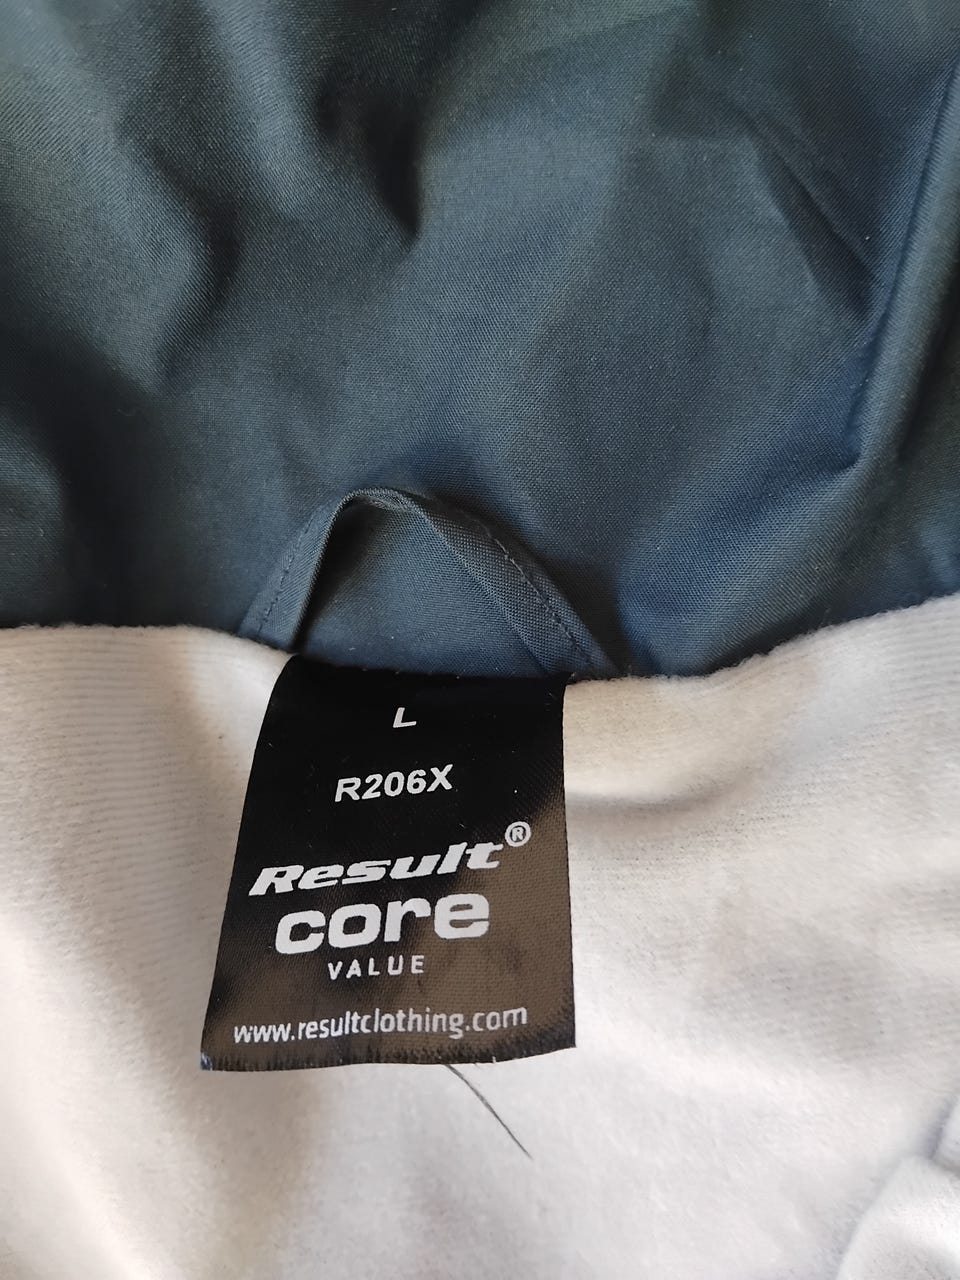 L
R206X
Result®
core
VALUE
www.resultclothing.com